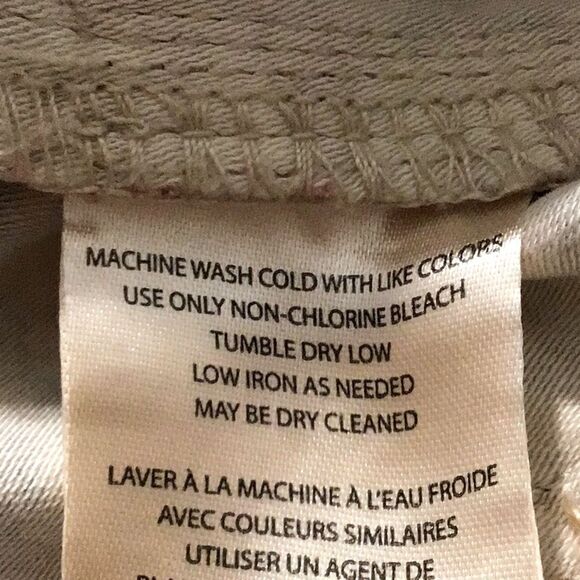 MACHINE WASH COLD WITH LIKE COLORS
USE ONLY NON-CHLORINE BLEACH
TUMBLE DRY LOW
LOW IRON AS NEEDED
MAY BE DRY CLEANED
LAVER À LA MACHINE À L'EAU FROIDE
AVEC COULEURS SIMILAIRES
UTILISER UN AGENT DE